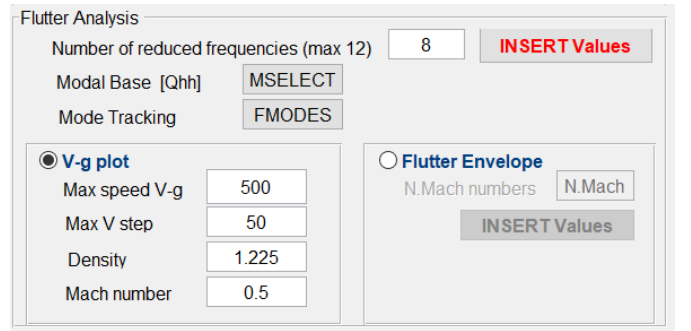 Flutter Analysis
Number of reduced frequencies (max 12) 8 INSERT Values
Modal Base [Qhh] MSELECT
Mode Tracking FMODES
V-g plot
Max speed V-g 500
Max V step 50
Density 1.225
Mach number 0.5
Flutter Envelope
N.Mach numbers N.Mach
INSERT Values